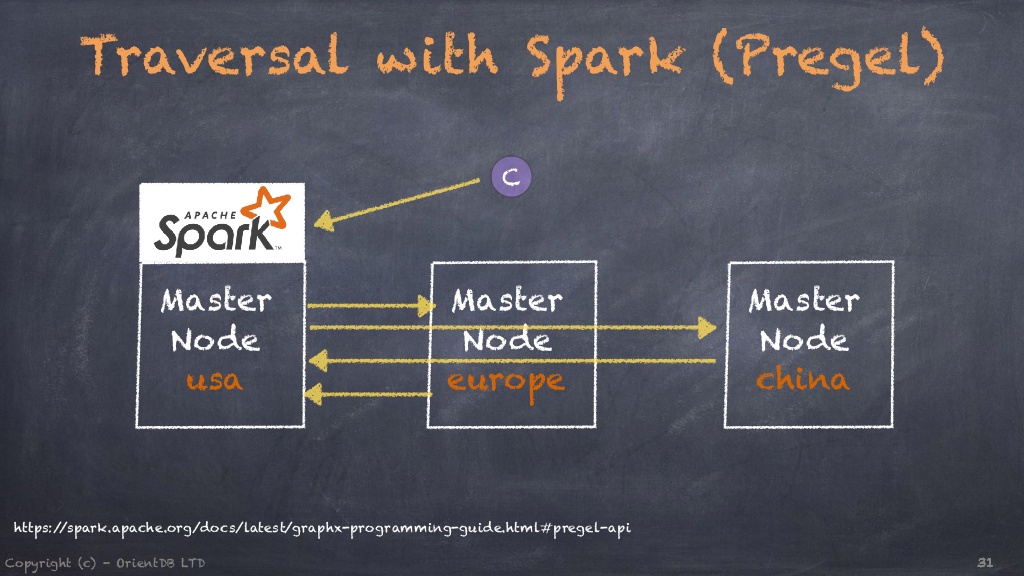 Traversal with Spark (Pregel)
C
APACHE
Spark™
Master
Node
usa
Master
Node
europe
Master
Node
china
https://spark.apache.org/docs/latest/graphx-programming-guide.html#pregel-api
Copyright (c) - OrientDB LTD
31